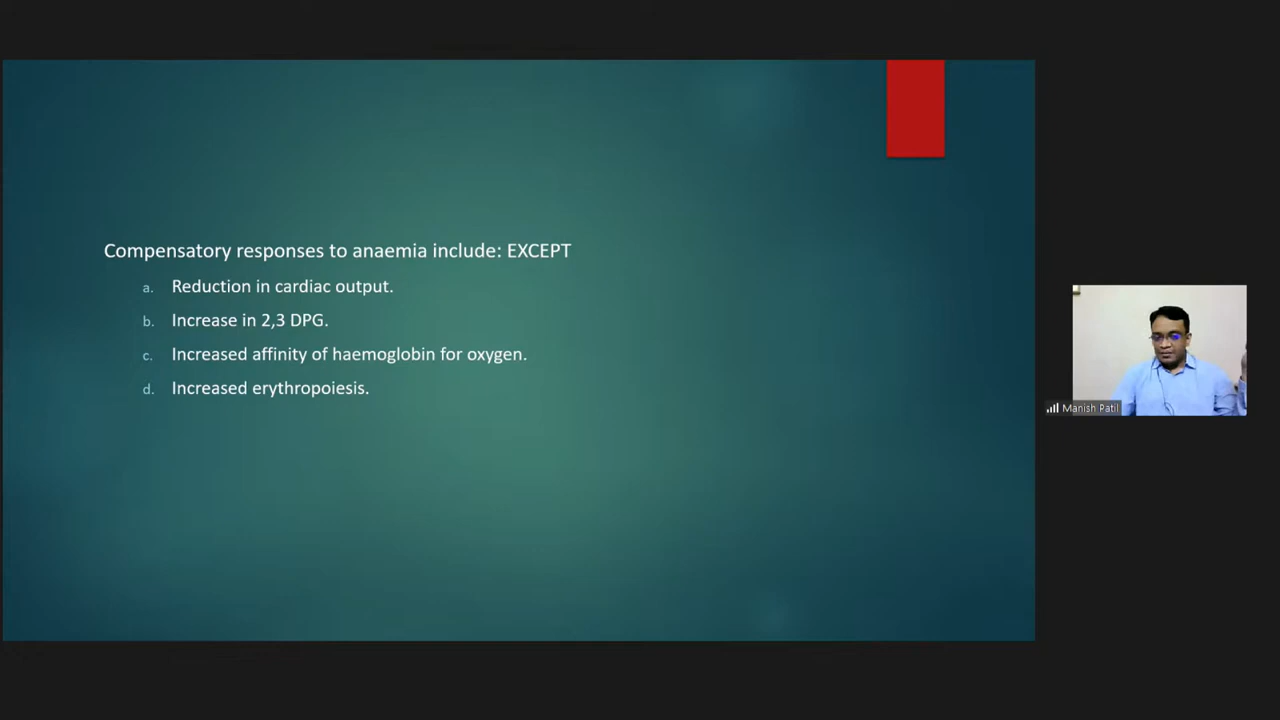 Compensatory responses to anaemia include: EXCEPT
a. Reduction in cardiac output.
b. Increase in 2,3 DPG.
c. Increased affinity of haemoglobin for oxygen.
d. Increased erythropoiesis.
Manish Patil